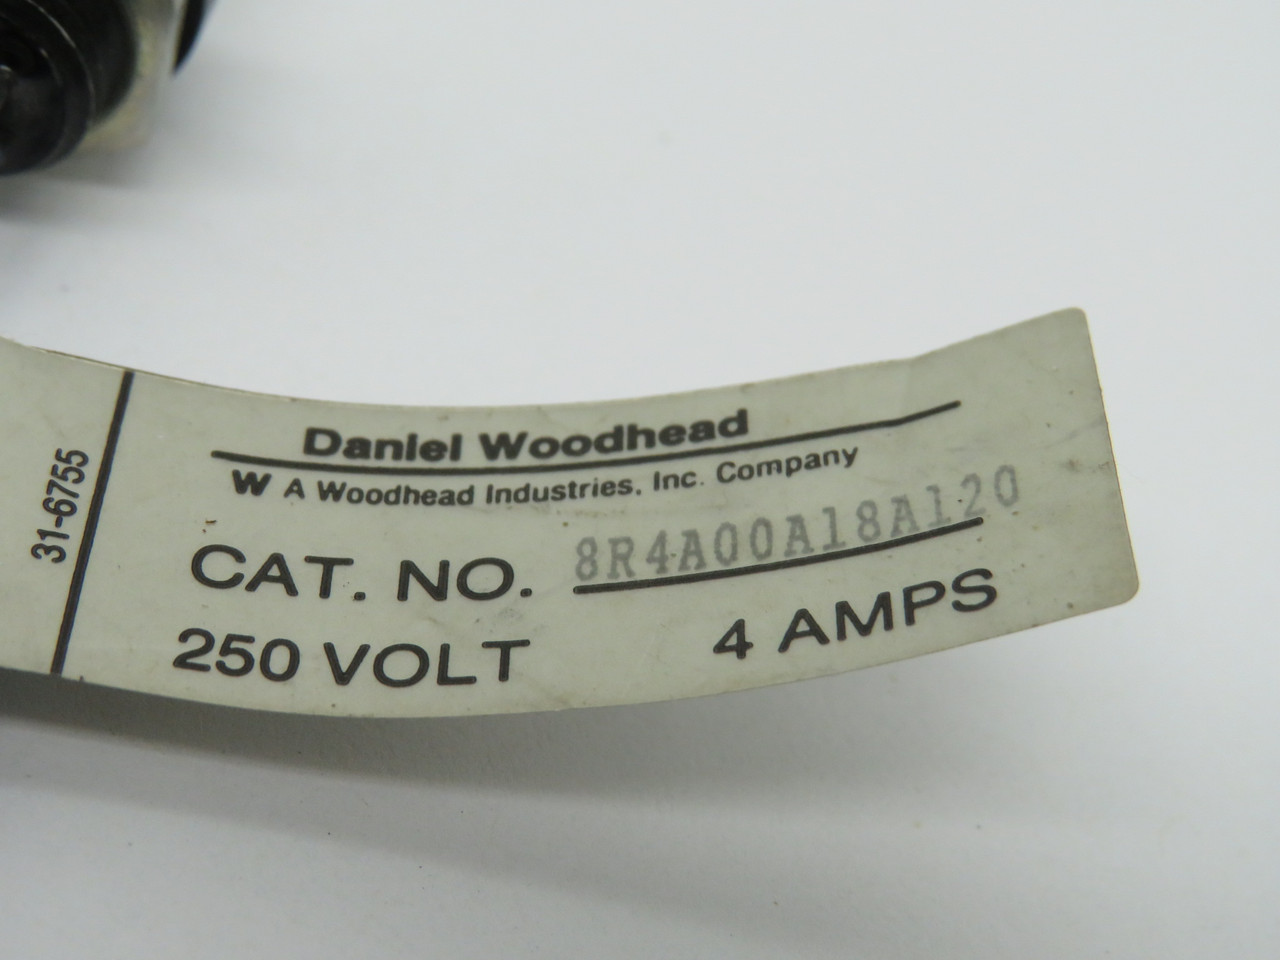 31-6755
Daniel Woodhead
W A Woodhead Industries, Inc. Company
CAT. NO. 8R4A00A18A120
250 VOLT 4 AMPS